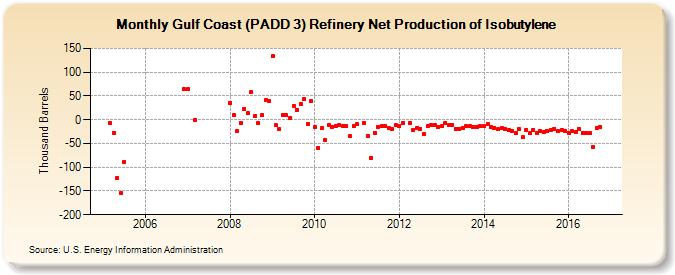 Monthly Gulf Coast (PADD 3) Refinery Net Production of Isobutylene
Thousand Barrels
150
100
50
0
-50
-100
-150
-200
2006 2008 2010 2012 2014 2016
Source: U.S. Energy Information Administration